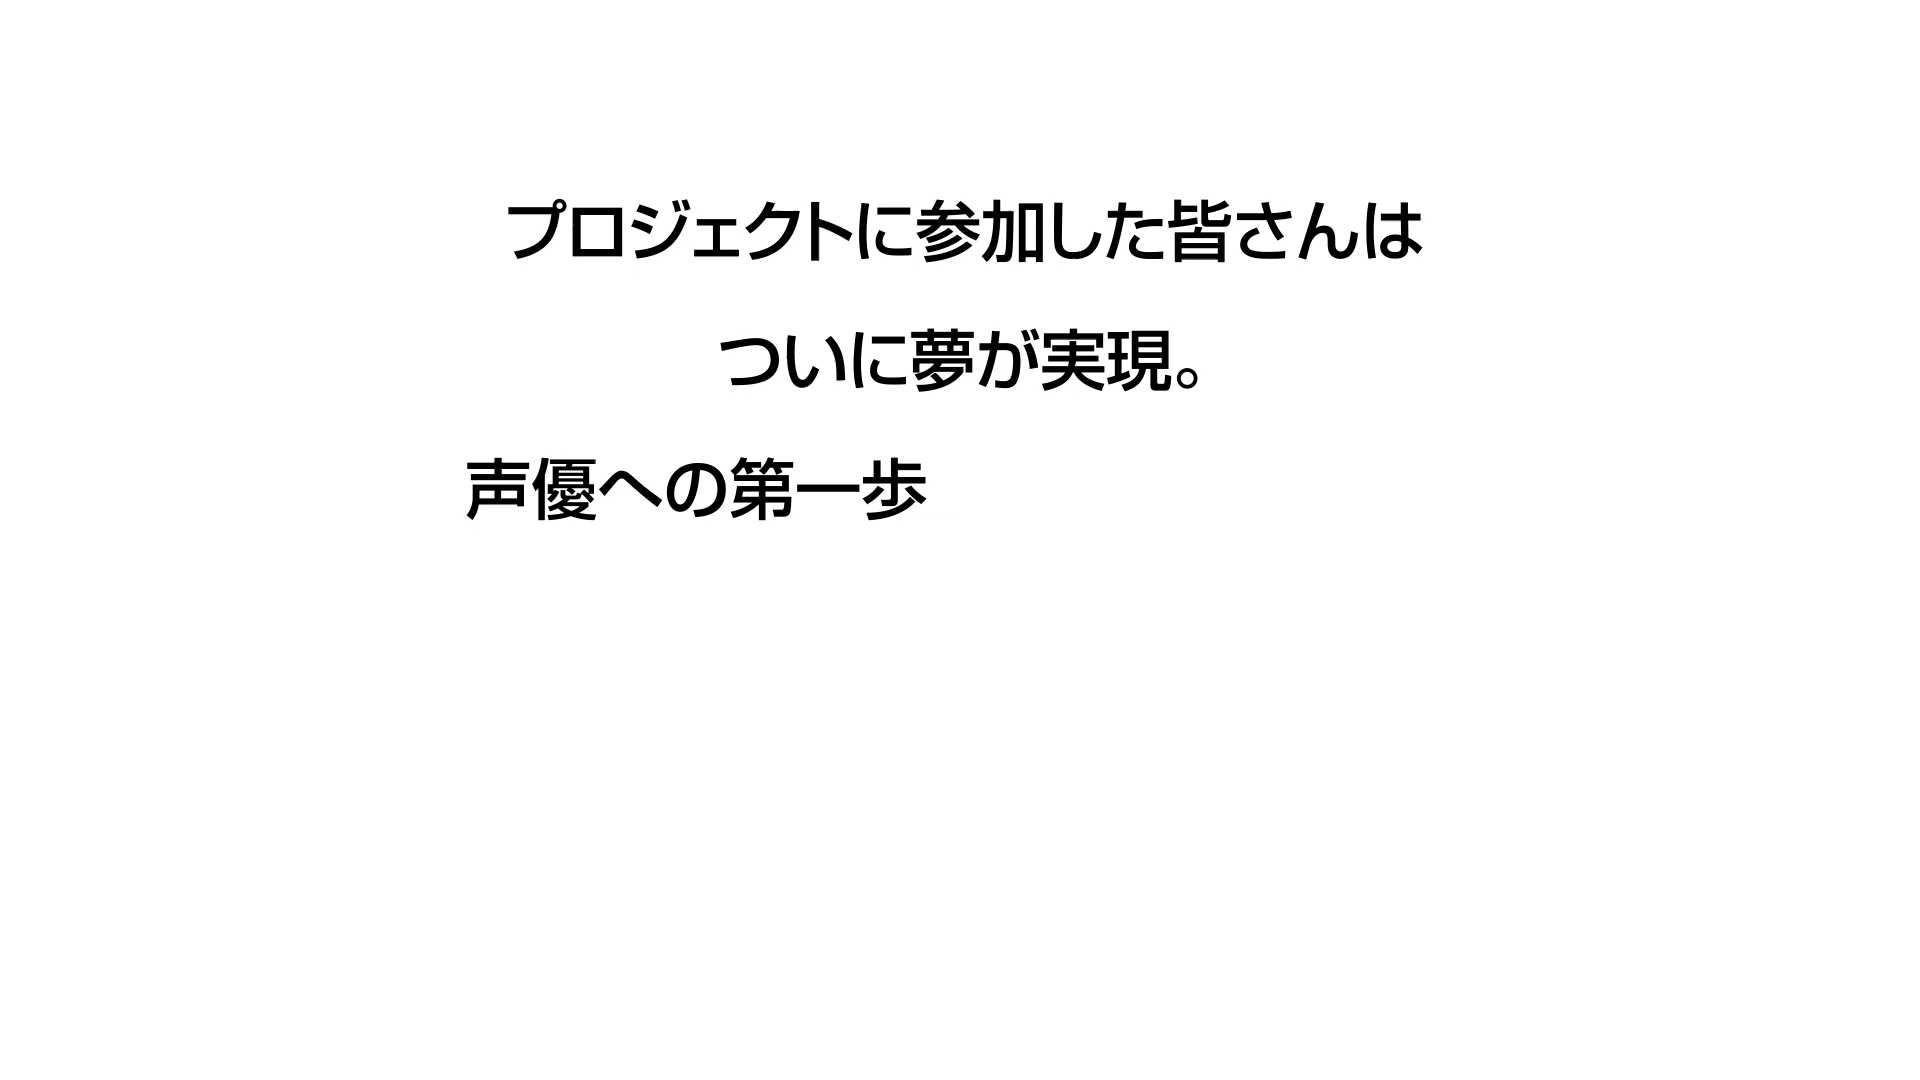 プロジェクトに参加した皆さんは
ついに夢が実現。
声優への第一歩